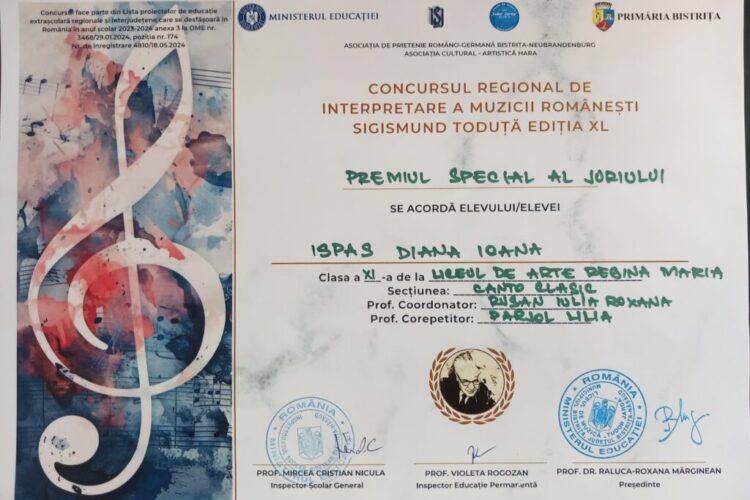 Concursul face parte din Lista proiectelor de educație
extrașcolară regionale și interjudețene, care se desfășoară în
România în anul școlar 2023-2024 anexa 3 la OME nr.
3468/29.01.2024, poziția nr. 174
Nr. de înregistrare 4810/18.05.2024
MINISTERUL EDUCAȚIEI
PRIMĂRIA BISTRIȚA
ASOCIAȚIA DE PRIETENIE ROMÂNO-GERMANĂ BISTRIȚA-NEUBRANDENBURG
ASOCIAȚIA CULTURAL - ARTISTICĂ HARA
CONCURSUL REGIONAL DE
INTERPRETARE A MUZICII ROMÂNEȘTI
SIGISMUND TODUȚĂ EDIȚIA XL
PREMIUL SPECIAL AL JURIULUI
SE ACORDĂ ELEVULUI/ELEVEI
ISPAS DIANA IOANA
Clasa a XI -a de la LICEUL DE ARTE REGINA MARIA
Secțiunea: CANTO CLASIC
Prof. Coordonator: RUSAN IULIA ROXANA
Prof. Corepetitor: PARJOL LILIA
ROMÂNIA
ROMÂNIA
MINISTERUL EDUCAȚIEI
PROF. MIRCEA CRISTIAN NICULA
Inspector Școlar General
PROF. VIOLETA ROGOZAN
Inspector Educație Permanentă
PROF. DR. RALUCA-ROXANA MĂRGINEAN
Președinte